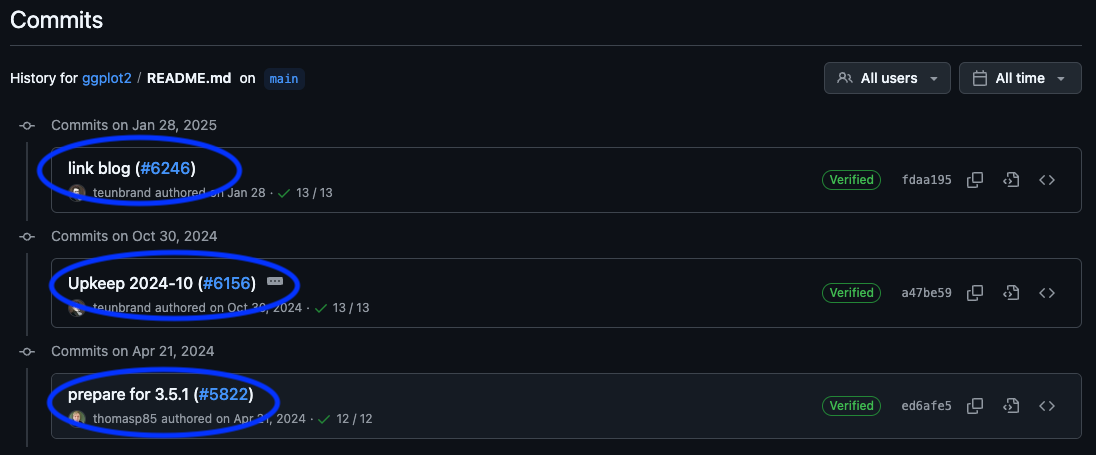 Commits
History for ggplot2 / README.md on main
All users
All time
Commits on Jan 28, 2025
link blog (#6246)
teunbrand authored on Jan 28 · 13 / 13
Verified
fdaa195
Commits on Oct 30, 2024
Upkeep 2024-10 (#6156)
teunbrand authored on Oct 30, 2024 · 13 / 13
Verified
a47be59
Commits on Apr 21, 2024
prepare for 3.5.1 (#5822)
thomasp85 authored on Apr 21, 2024 · 12 / 12
Verified
ed6afe5